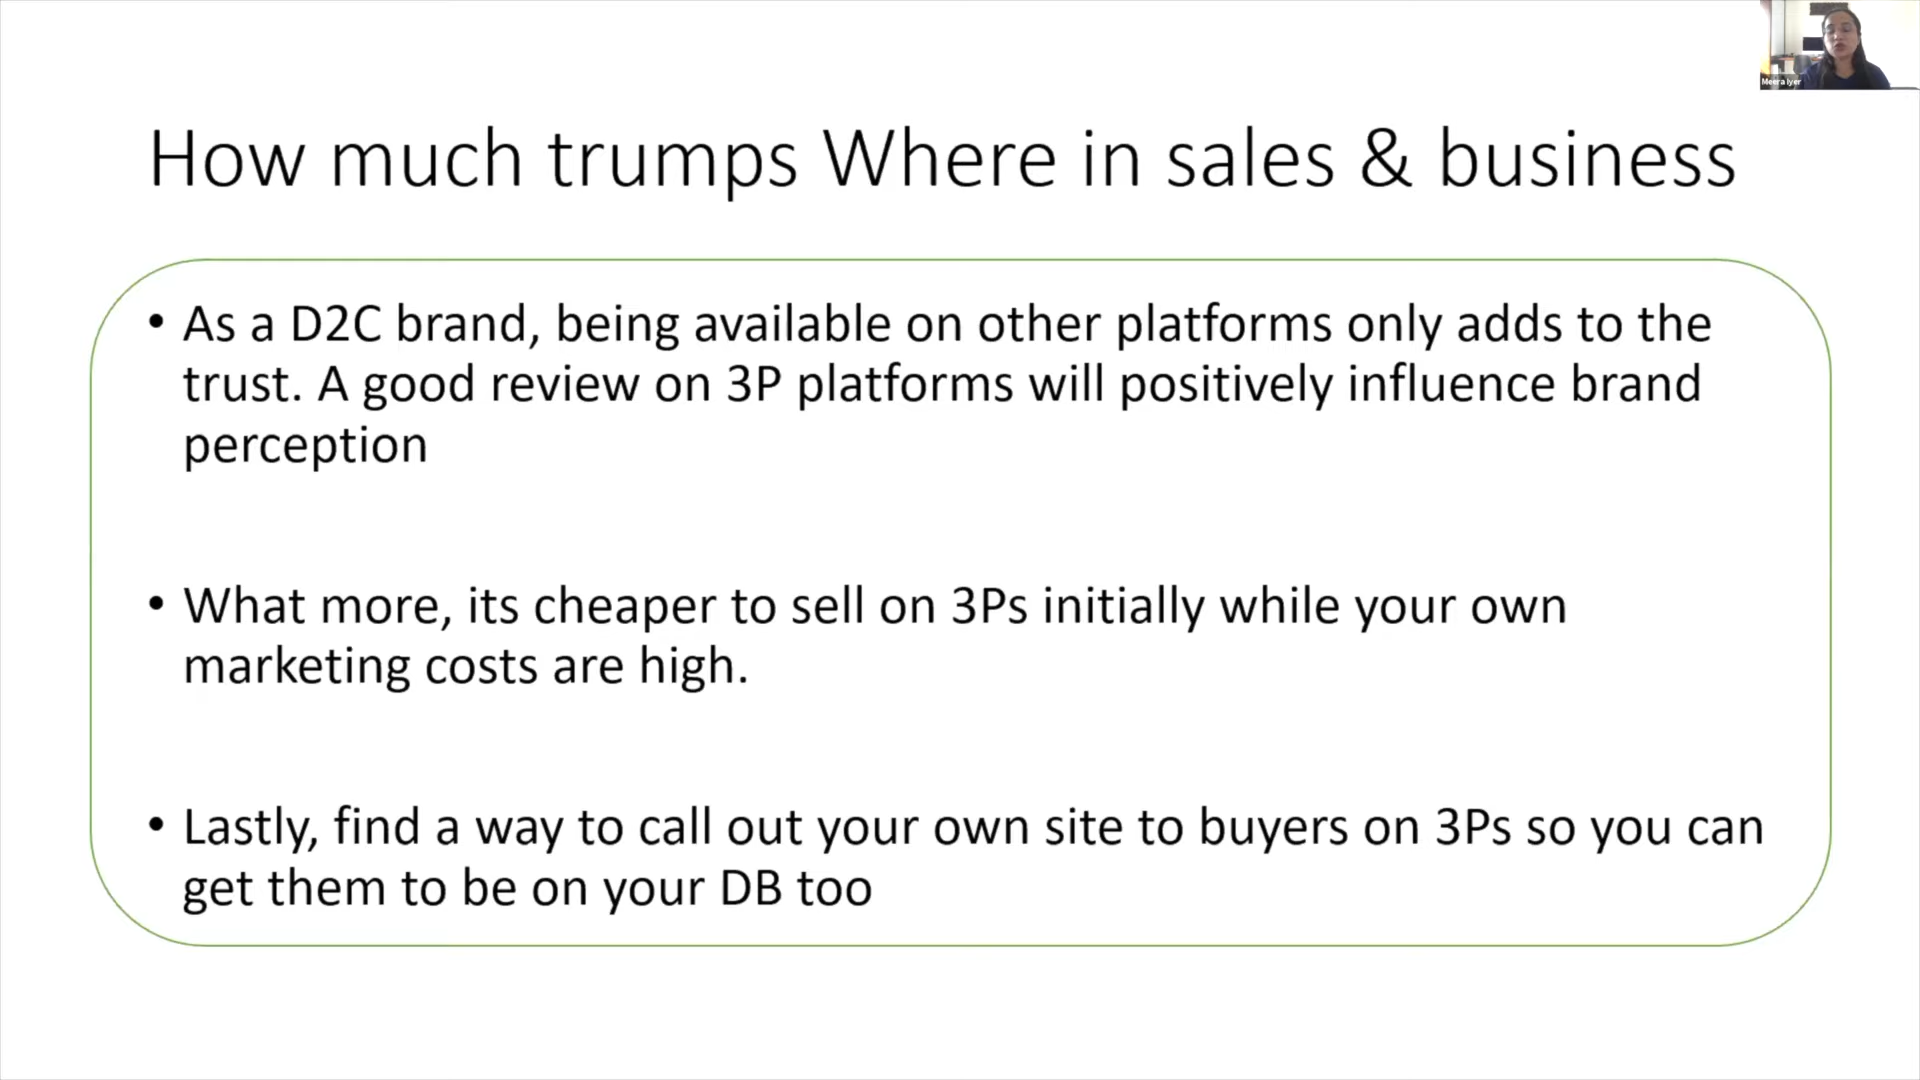 Meera Iyer
How much trumps Where in sales & business
• As a D2C brand, being available on other platforms only adds to the
trust. A good review on 3P platforms will positively influence brand
perception
• What more, its cheaper to sell on 3Ps initially while your own
marketing costs are high.
• Lastly, find a way to call out your own site to buyers on 3Ps so you can
get them to be on your DB too